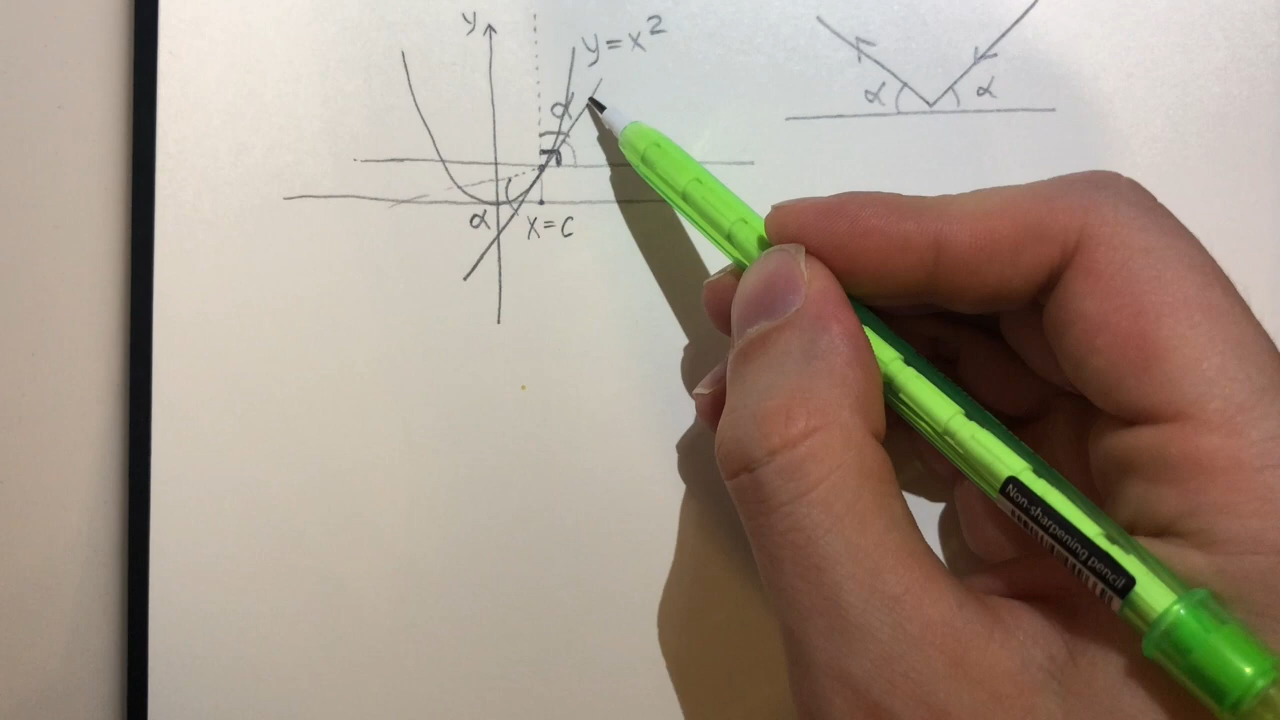 y
y=x²
α
α
x=c
α
α
Non-sharpening pencil